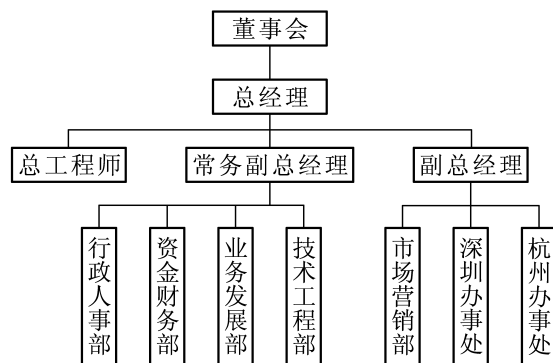 董事会
总经理
总工程师
常务副总经理
副总经理
行政人事部
资金财务部
业务发展部
技术工程部
市场营销部
深圳办事处
杭州办事处